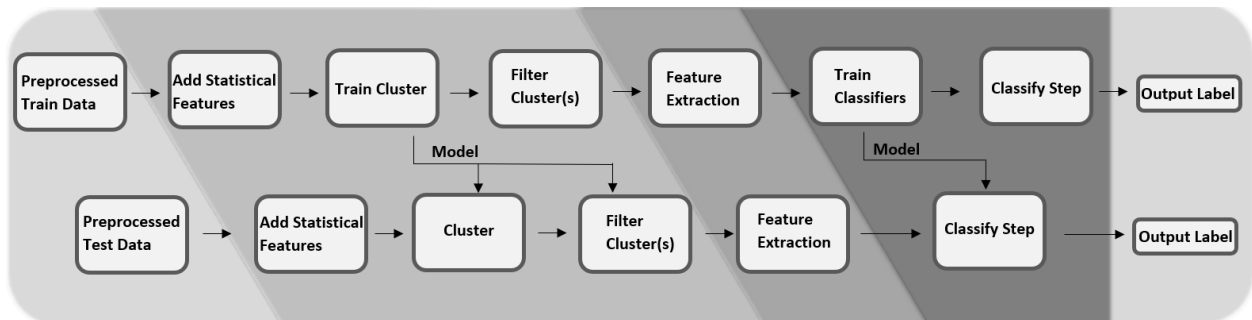 Preprocessed
Train Data
Add Statistical
Features
Train Cluster
Filter
Cluster(s)
Feature
Extraction
Train
Classifiers
Classify Step
Output Label
Model
Model
Preprocessed
Test Data
Add Statistical
Features
Cluster
Filter
Cluster(s)
Feature
Extraction
Classify Step
Output Label